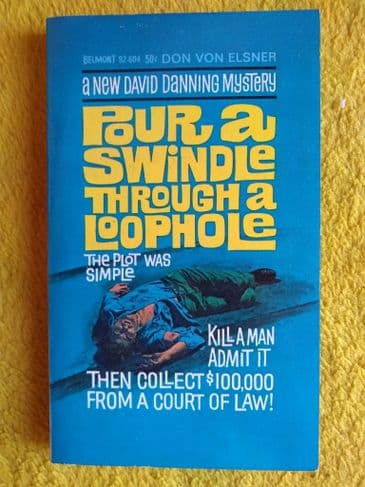 BELMONT 92-604 50¢ DON VON ELSNER
A NEW DAVID DANNING MYSTERY
POUR A
SWINDLE
THROUGH A
LOOPHOLE
THE PLOT WAS
SIMPLE
KILL A MAN
ADMIT IT
THEN COLLECT $100,000
FROM A COURT OF LAW!